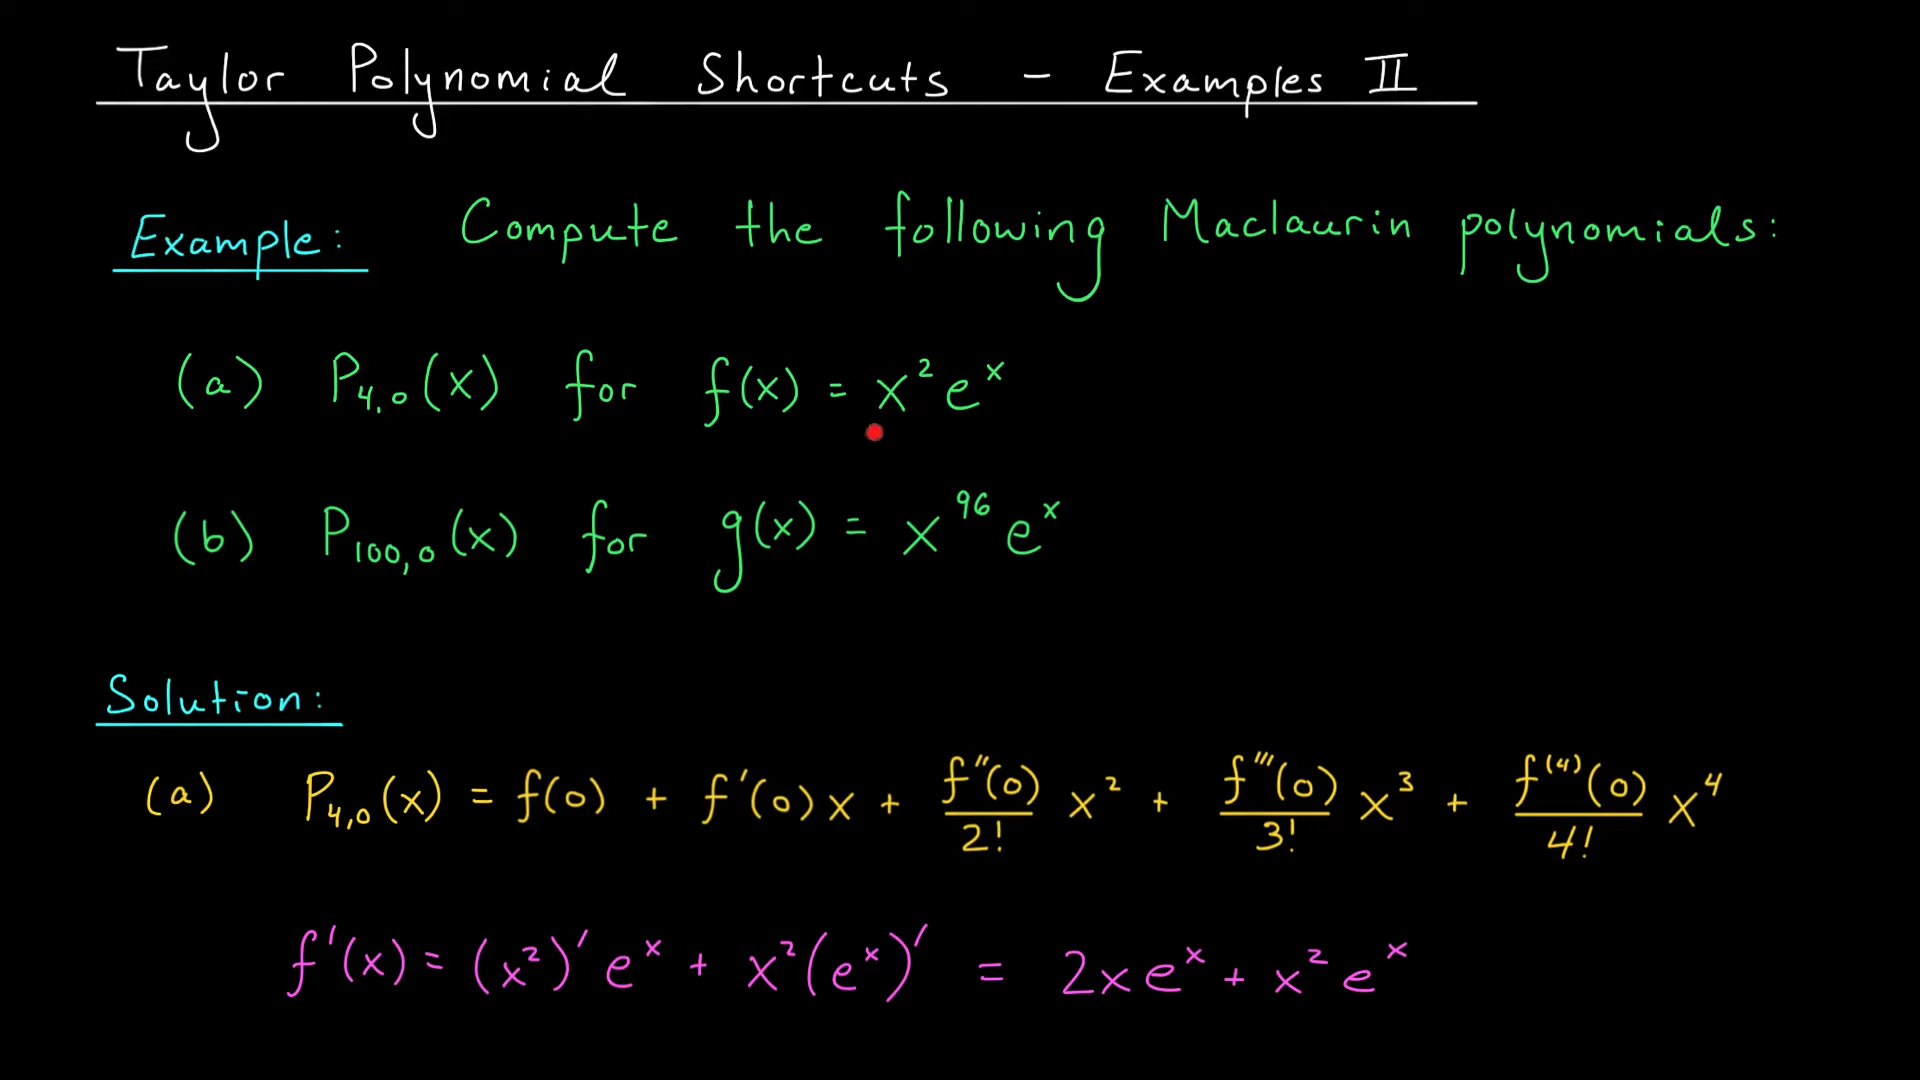 Taylor Polynomial Shortcuts - Examples II
Example: Compute the following Maclaurin polynomials:
(a) P₄,₀(x) for f(x) = x²eˣ
(b) P₁₀₀,₀(x) for g(x) = x⁹⁶eˣ
Solution:
(a) P₄,₀(x) = f(0) + f'(0)x + f''(0)/2! x² + f'''(0)/3! x³ + f⁽⁴⁾(0)/4! x⁴
f'(x) = (x²)'eˣ + x²(eˣ)' = 2xeˣ + x²eˣ